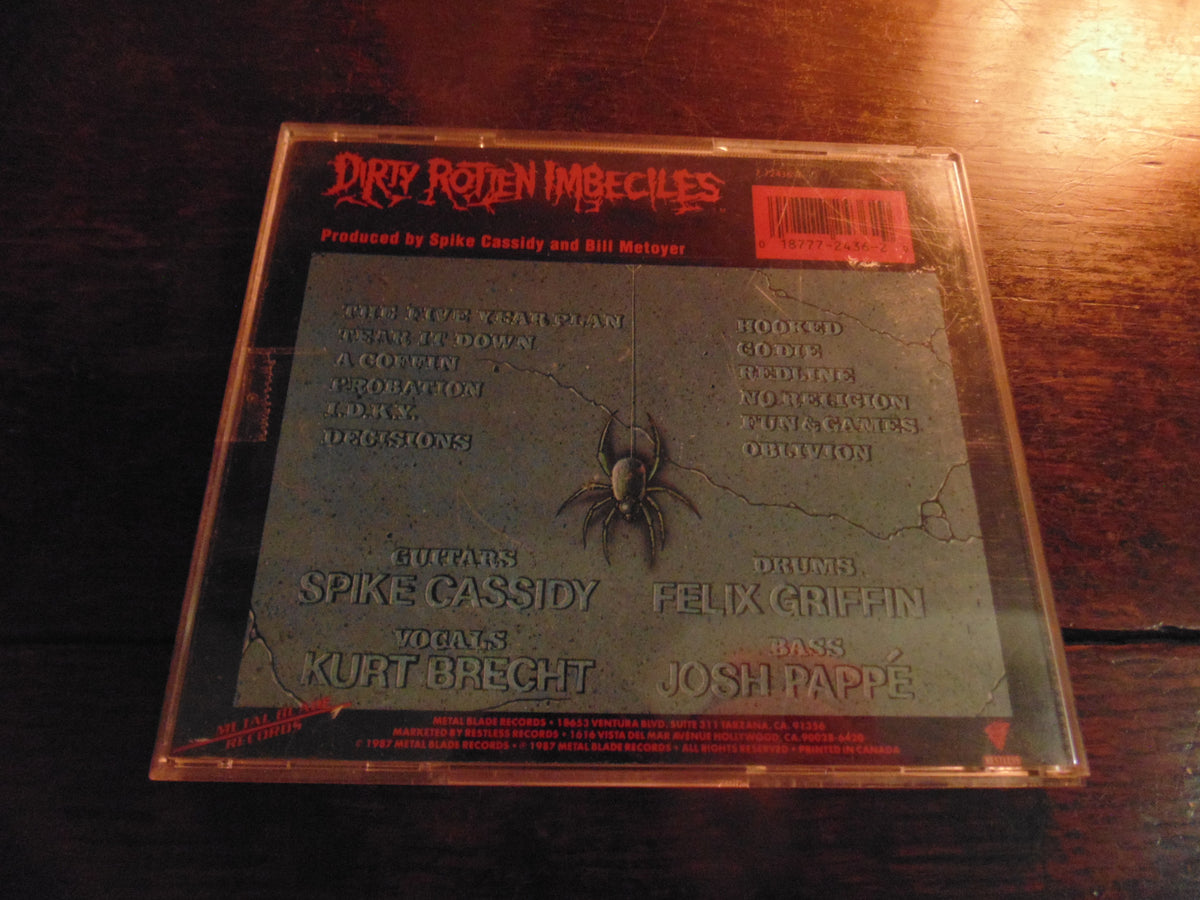 DIRTY ROTTEN IMBECILES
Produced by Spike Cassidy and Bill Metoyer
0 18777-2436-2
THE FIVE YEAR PLAN
TEAR IT DOWN
A COFFIN
PROBATION
I.D.K.Y.
DECISIONS
HOOKED
GO DIE
REDLINE
NO RELIGION
FUN & GAMES
OBLIVION
GUITARS
SPIKE CASSIDY
VOCALS
KURT BRECHT
DRUMS
FELIX GRIFFIN
BASS
JOSH PAPPÉ
METAL BLADE
RECORDS
METAL BLADE RECORDS • 18653 VENTURA BLVD. SUITE 311 TARZANA, CA. 91356
MARKETED BY RESTLESS RECORDS • 1616 VISTA DEL MAR AVENUE HOLLYWOOD, CA. 90028-6420
© 1987 METAL BLADE RECORDS • ℗ 1987 METAL BLADE RECORDS • ALL RIGHTS RESERVED • PRINTED IN CANADA